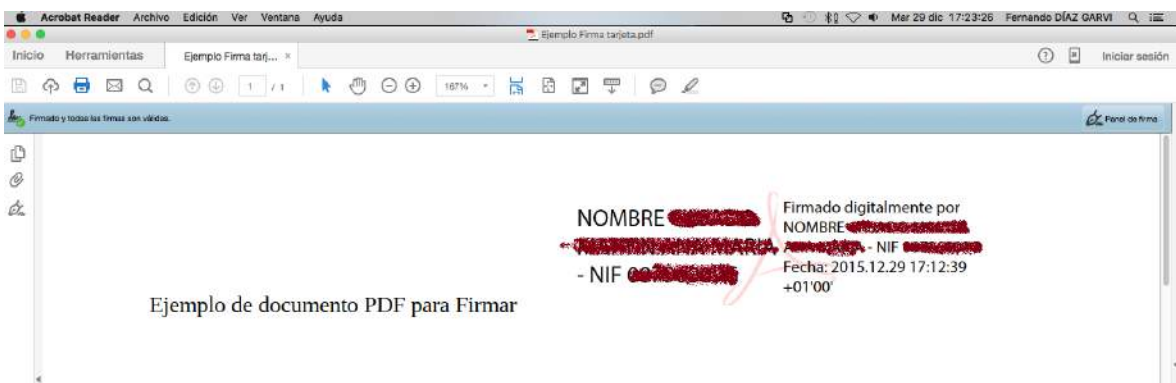 Acrobat Reader Archivo Edición Ver Ventana Ayuda Mar 29 dic 17:23:26 Fernando DÍAZ GARVI
Ejemplo Firma tarjeta.pdf
Inicio Herramientas Ejemplo Firma tarj... × Iniciar sesión
1 / 1 167%
Firmado y todas las firmas son válidas. Panel de firma
NOMBRE
- NIF
Firmado digitalmente por
NOMBRE
- NIF
Fecha: 2015.12.29 17:12:39
+01'00'
Ejemplo de documento PDF para Firmar